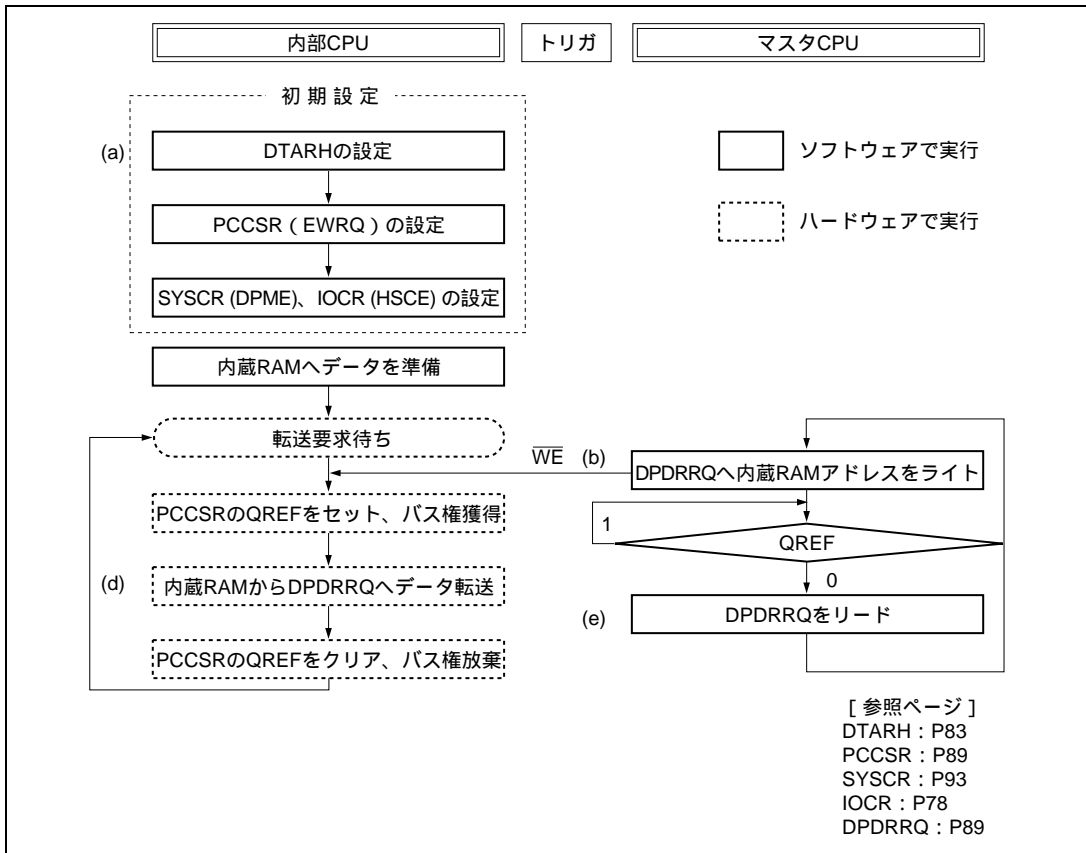 内部CPU
トリガ
マスタCPU
初期設定
(a)
DTARHの設定
PCCSR（EWRQ）の設定
SYSCR (DPME)、IOCR (HSCE) の設定
ソフトウェアで実行
ハードウェアで実行
内蔵RAMへデータを準備
転送要求待ち
WE (b)
DPDRRQへ内蔵RAMアドレスをライト
PCCSRのQREFをセット、バス権獲得
1
QREF
0
(d)
内蔵RAMからDPDRRQへデータ転送
(e)
DPDRRQをリード
PCCSRのQREFをクリア、バス権放棄
［参照ページ］
DTARH：P83
PCCSR：P89
SYSCR：P93
IOCR：P78
DPDRRQ：P89